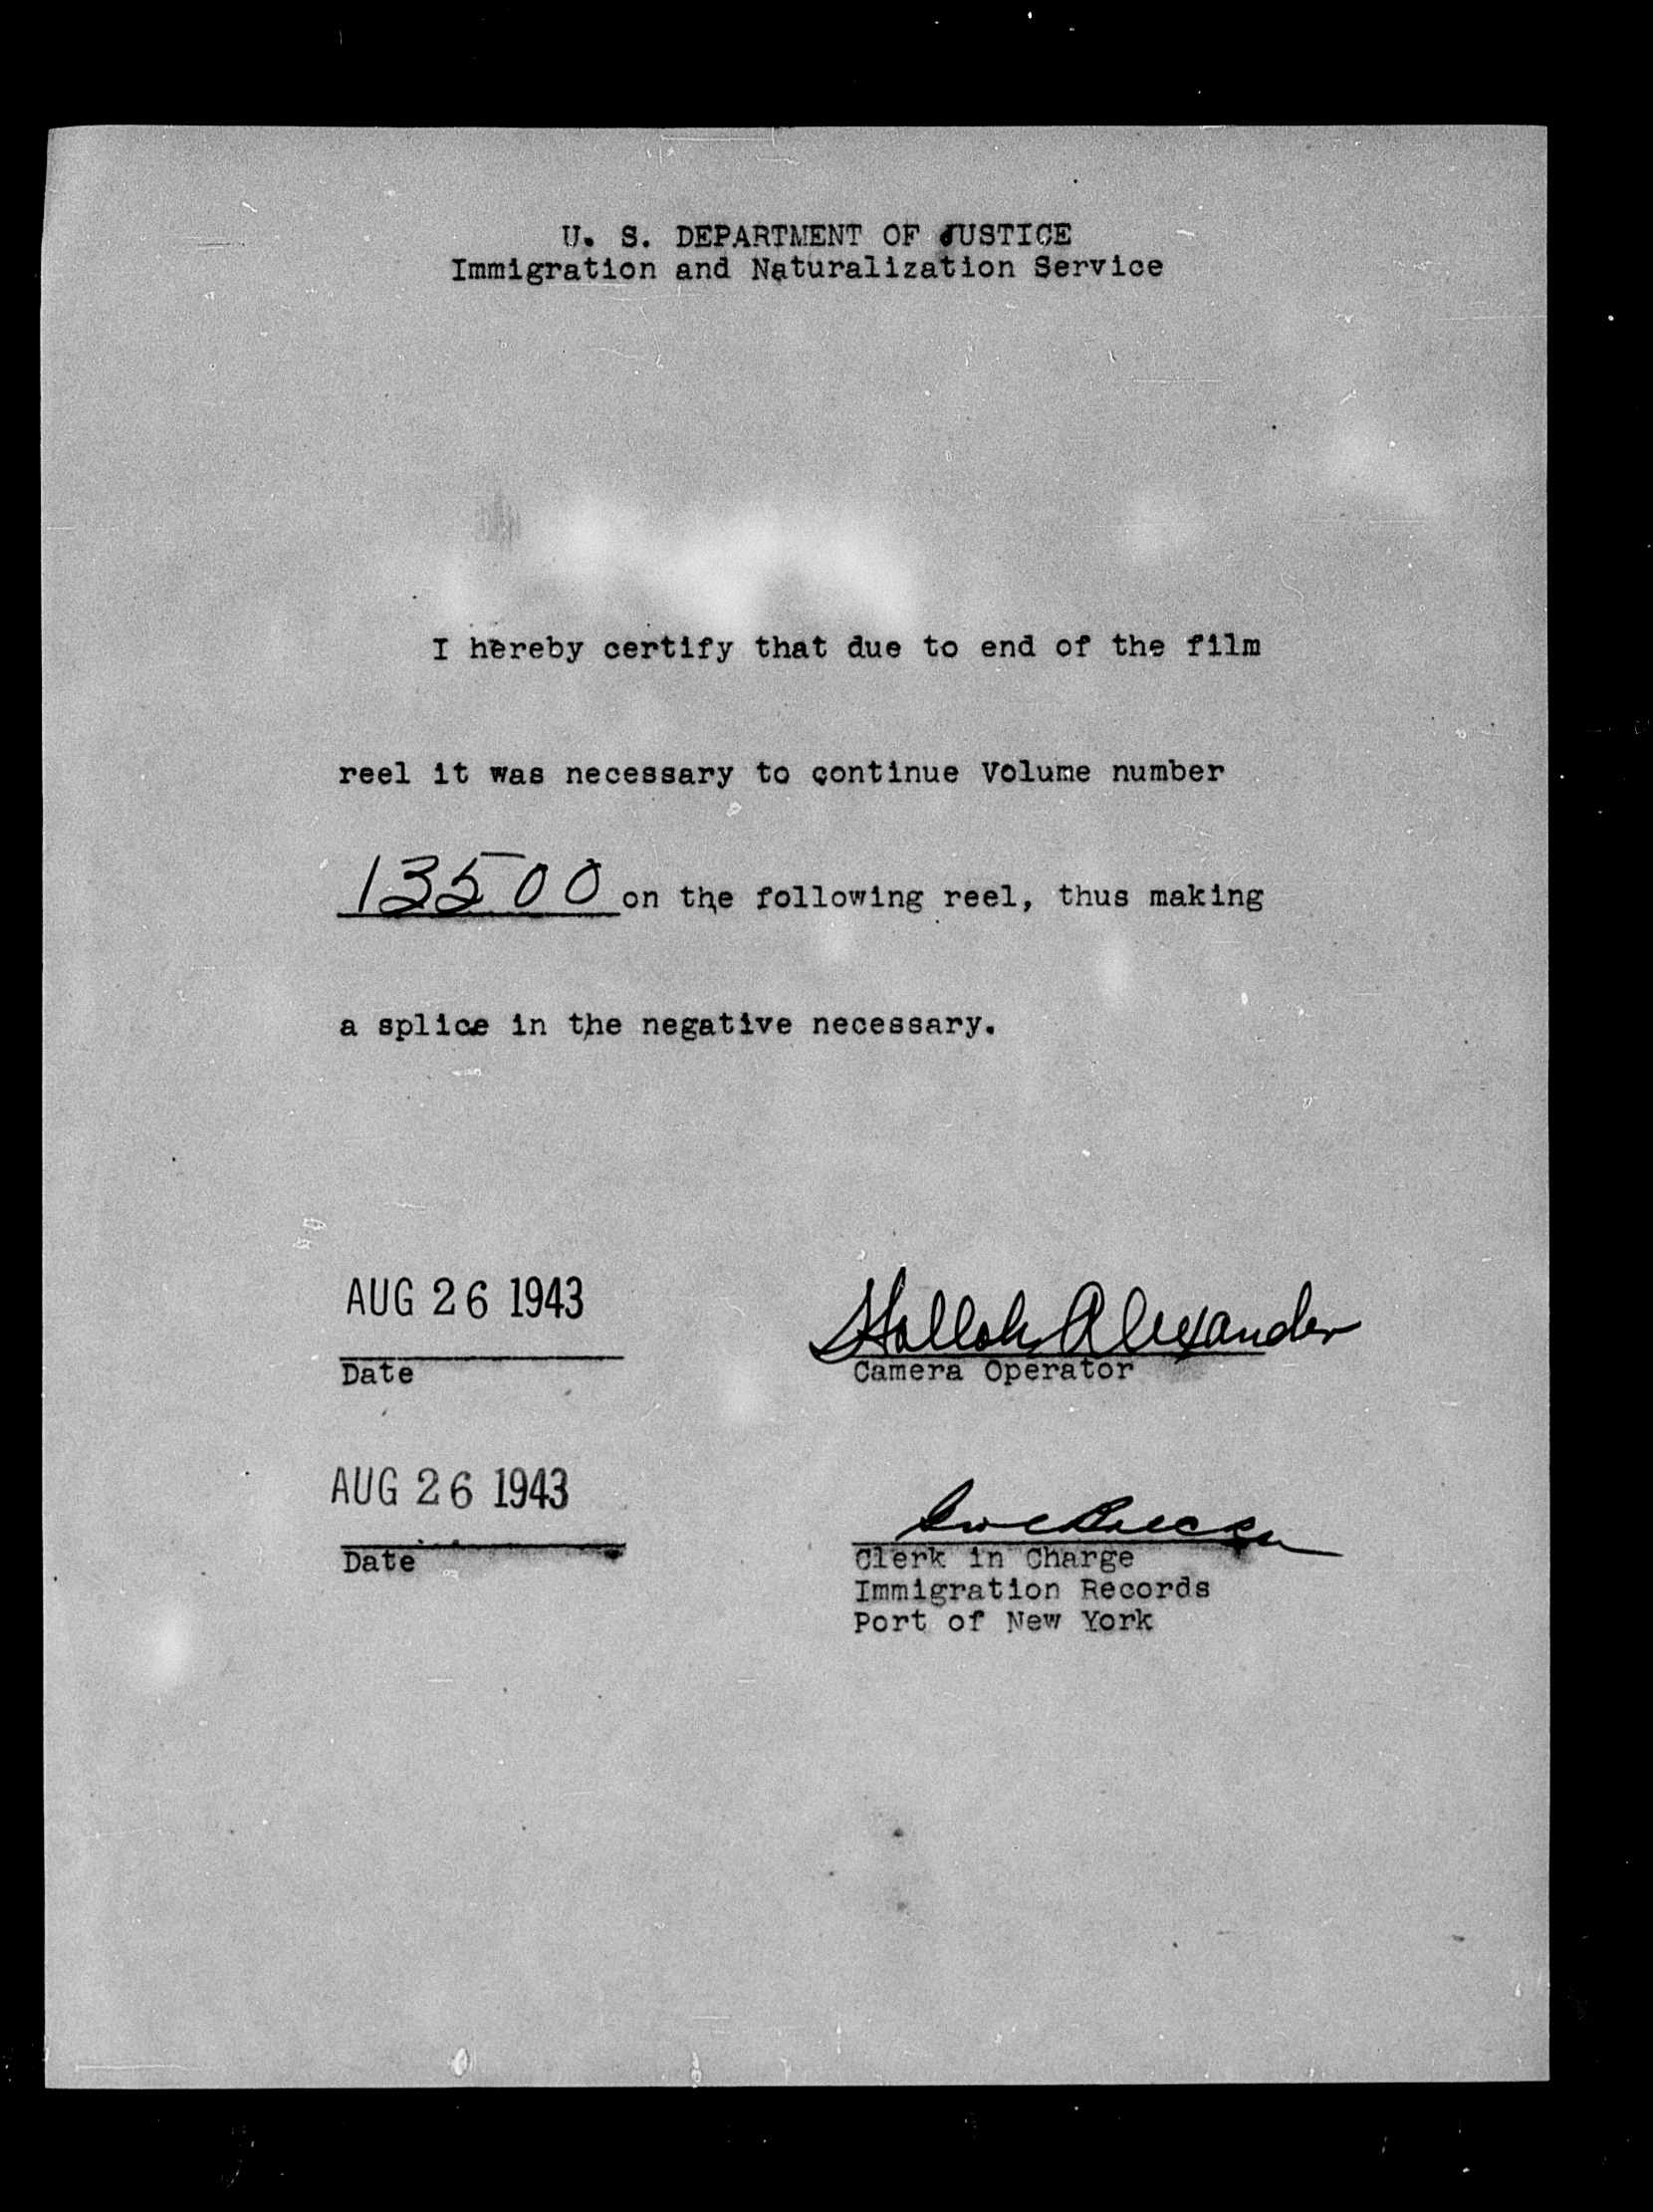 U. S. DEPARTMENT OF JUSTICE
Immigration and Naturalization Service
I hereby certify that due to end of the film
reel it was necessary to continue Volume number
13500 on the following reel, thus making
a splice in the negative necessary.
AUG 26 1943
Alexander
Date
Camera Operator
AUG 26 1943
Date
Clerk in Charge
Immigration Records
Port of New York